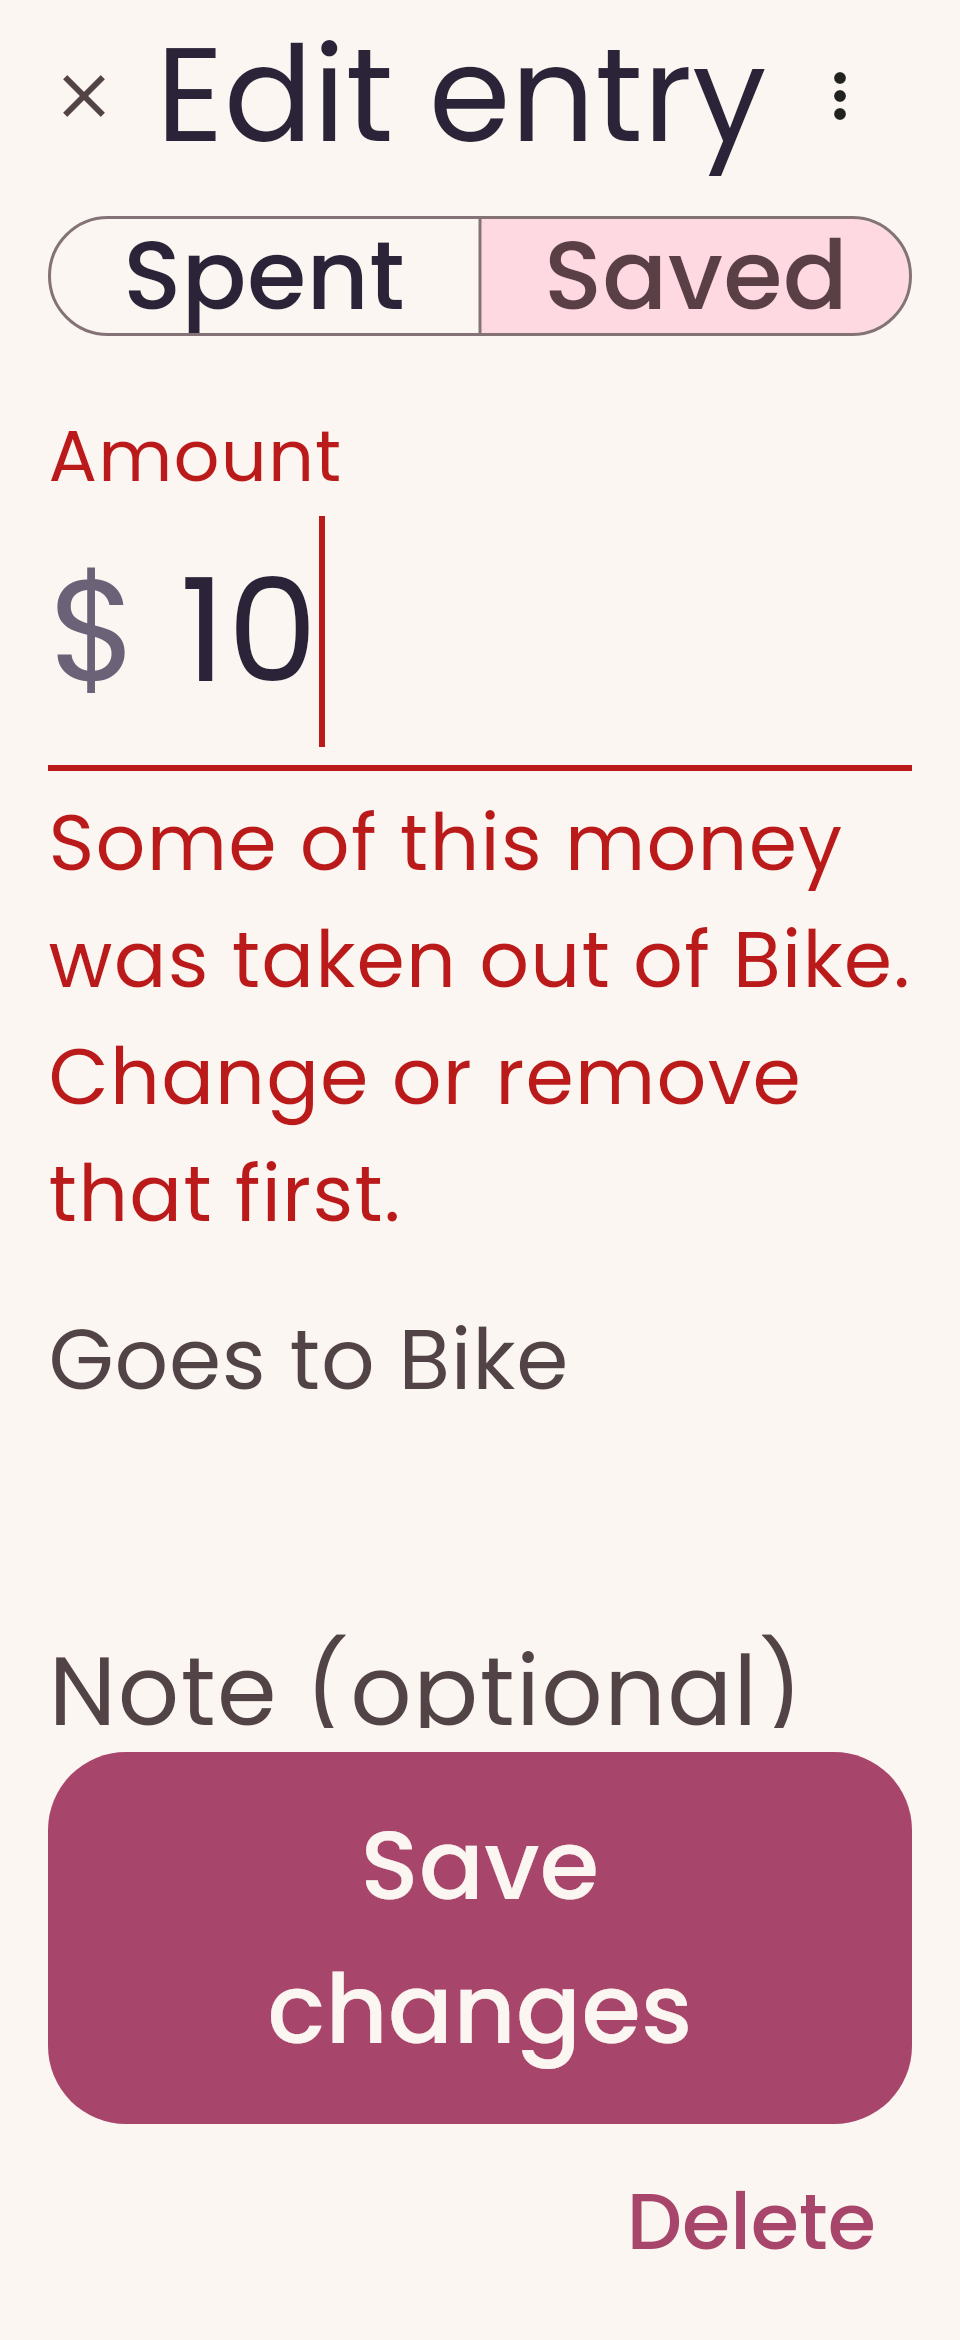 Edit entry
Spent
Saved
Amount
$ 10
Some of this money
was taken out of Bike.
Change or remove
that first.
Goes to Bike
Note (optional)
Save
changes
Delete